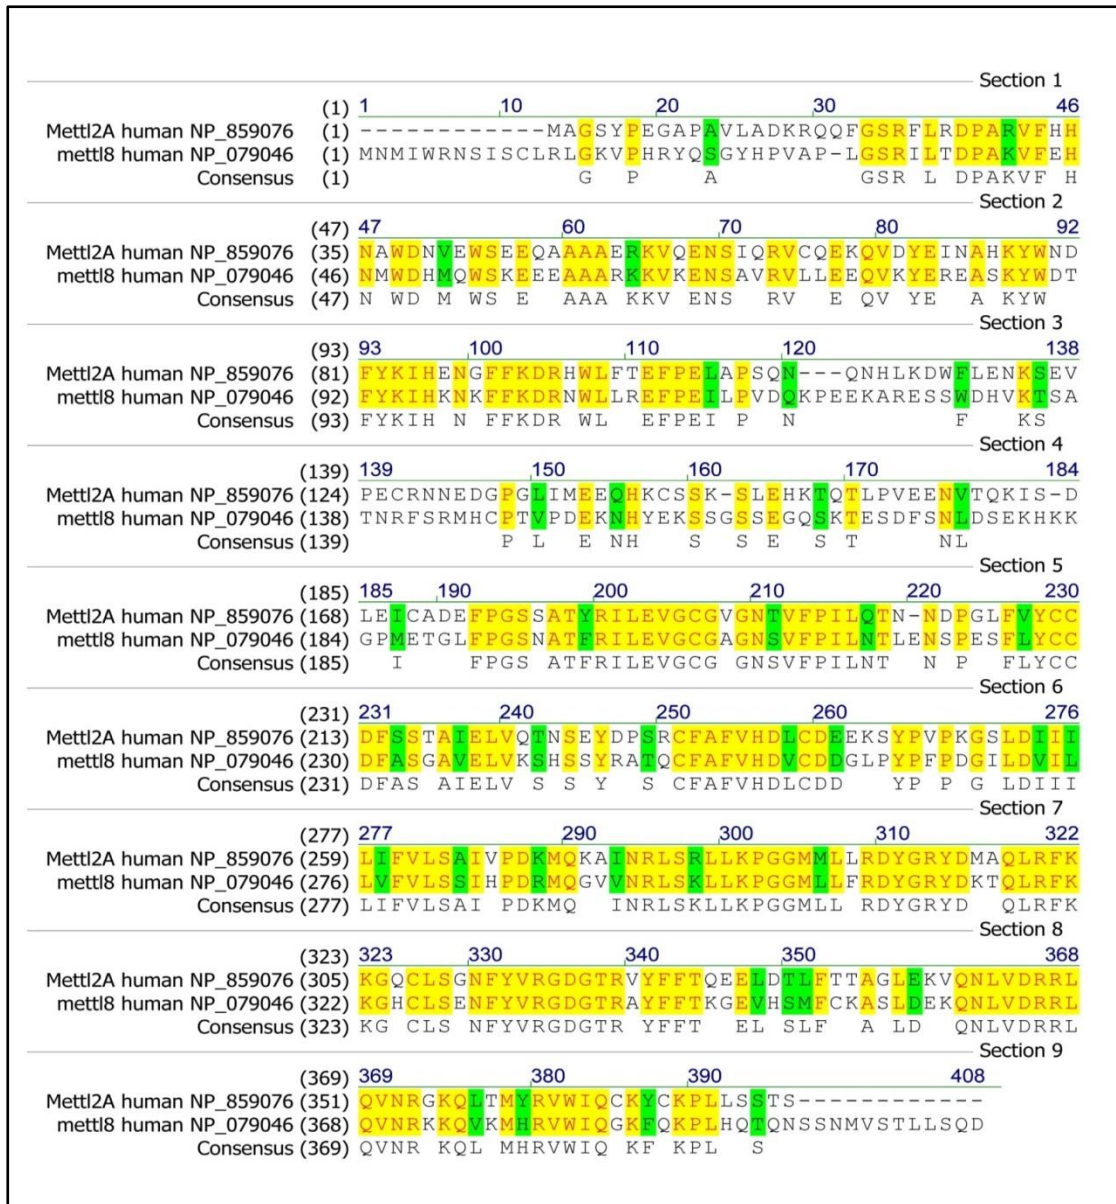 Section 1
(1) 1 10 20 30 46
Mettl2A human NP_859076 (1) ------------MAGSYPEGAPAVLADKRQQFGSRFLRDPARVFHH
mettl8 human NP_079046 (1) MNMIWRNSISCLRLGKVPHRYQSGYHPVAP-LGSRILTDPAKVFEH
Consensus (1) G P A GSR L DPAKVF H
Section 2
(47) 47 60 70 80 92
Mettl2A human NP_859076 (35) NAWDNVEWSEEQAAAAERKVQENSIQRVCQEKQVDYEINAHKYWND
mettl8 human NP_079046 (46) NMWDHMQWSKEEEAAARKKVKENSAVRVLLEEQVKYEREASKYWDT
Consensus (47) N WD M WS E AAA KKV ENS RV E QV YE A KYW
Section 3
(93) 93 100 110 120 138
Mettl2A human NP_859076 (81) FYKIHENGFFKDRHWLFTEFPELAPSQN---QNHLKDWFLENKSEV
mettl8 human NP_079046 (92) FYKIHKNKFFKDRNWLLREFPEILPVDQKPEEKARESSWDHVKTSA
Consensus (93) FYKIH N FFKDR WL EFPEI P N F KS
Section 4
(139) 139 150 160 170 184
Mettl2A human NP_859076 (124) PECRNNEDGPGLIMEEQHKCSSK-SLEHKTQTLPVEENVTQKIS-D
mettl8 human NP_079046 (138) TNRFSRMHCPTVPDEKNHYEKSSGSSEGQSKTESDFSNLDSEKHKK
Consensus (139) P L E NH S S E S T NL
Section 5
(185) 185 190 200 210 220 230
Mettl2A human NP_859076 (168) LEICADEFPGSSATYRILEVGCGVGNTVFPILQTN-NDPGLFVYCC
mettl8 human NP_079046 (184) GPMETGLFPGSNATFRILEVGCGAGNSVFPILNTLENSPESFLYCC
Consensus (185) I FPGS ATFRILEVGCG GNSVFPILNT N P FLYCC
Section 6
(231) 231 240 250 260 276
Mettl2A human NP_859076 (213) DFSSTAIELVQTNSEYDPSRCFAFVHDLCDEEKSYPVPKGSLDIII
mettl8 human NP_079046 (230) DFASGAVELVKSHSSYRATQCFAFVHDVCDDGLPYPFPDGILDVIL
Consensus (231) DFAS AIELV S S Y S CFAFVHDLCDD YP P G LDIII
Section 7
(277) 277 290 300 310 322
Mettl2A human NP_859076 (259) LIFVLSAIVPDKMQKAINRLSRLLKPGGMMLLRDYGRYDMAQLRFK
mettl8 human NP_079046 (276) LVFVLSSIHPDRMQGVVNRLSKLLKPGGMLLFRDYGRYDKTQLRFK
Consensus (277) LIFVLSAI PDKMQ INRLSKLLKPGGMLL RDYGRYD QLRFK
Section 8
(323) 323 330 340 350 368
Mettl2A human NP_859076 (305) KGQCLSGNFYVRGDGTRVYFFTQEELDTLFTTAGLEKVQNLVDRRL
mettl8 human NP_079046 (322) KGHCLSENFYVRGDGTRAYFFTKGEVHSMFCKASLDEKQNLVDRRL
Consensus (323) KG CLS NFYVRGDGTR YFFT EL SLF A LD QNLVDRRL
Section 9
(369) 369 380 390 408
Mettl2A human NP_859076 (351) QVNRGKQLTMYRVWIQCKYCKPLLSSTS------------
mettl8 human NP_079046 (368) QVNRKKQVKMHRVWIQGKFQKPLHQTQNSSNMVSTLLSQD
Consensus (369) QVNR KQL MHRVWIQ KF KPL S